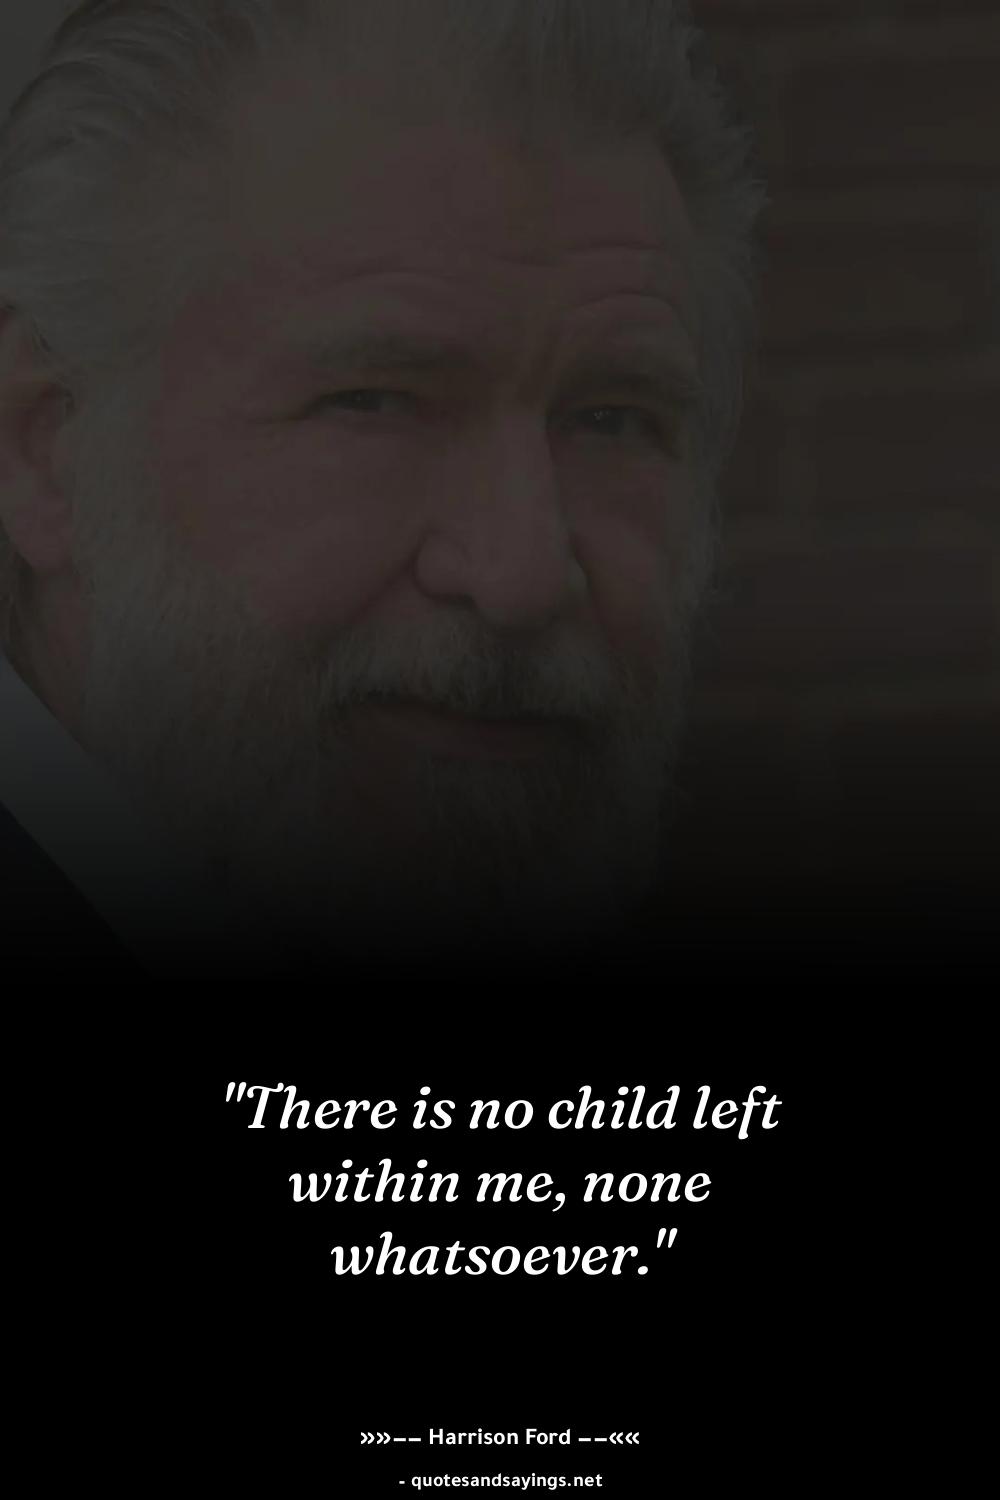 "There is no child left
within me, none
whatsoever."
»»−− Harrison Ford −−««
- quotesandsayings.net